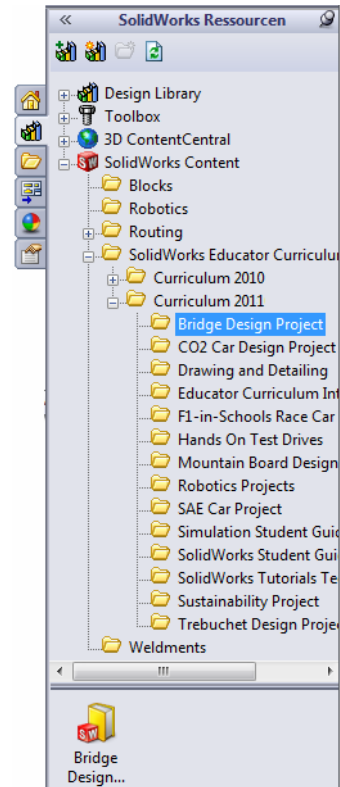 SolidWorks Ressourcen
Design Library
Toolbox
3D ContentCentral
SolidWorks Content
Blocks
Robotics
Routing
SolidWorks Educator Curriculu
Curriculum 2010
Curriculum 2011
Bridge Design Project
CO2 Car Design Project
Drawing and Detailing
Educator Curriculum Int
F1-in-Schools Race Car
Hands On Test Drives
Mountain Board Design
Robotics Projects
SAE Car Project
Simulation Student Guid
SolidWorks Student Gui
SolidWorks Tutorials Te
Sustainability Project
Trebuchet Design Proje
Weldments
Bridge
Design...